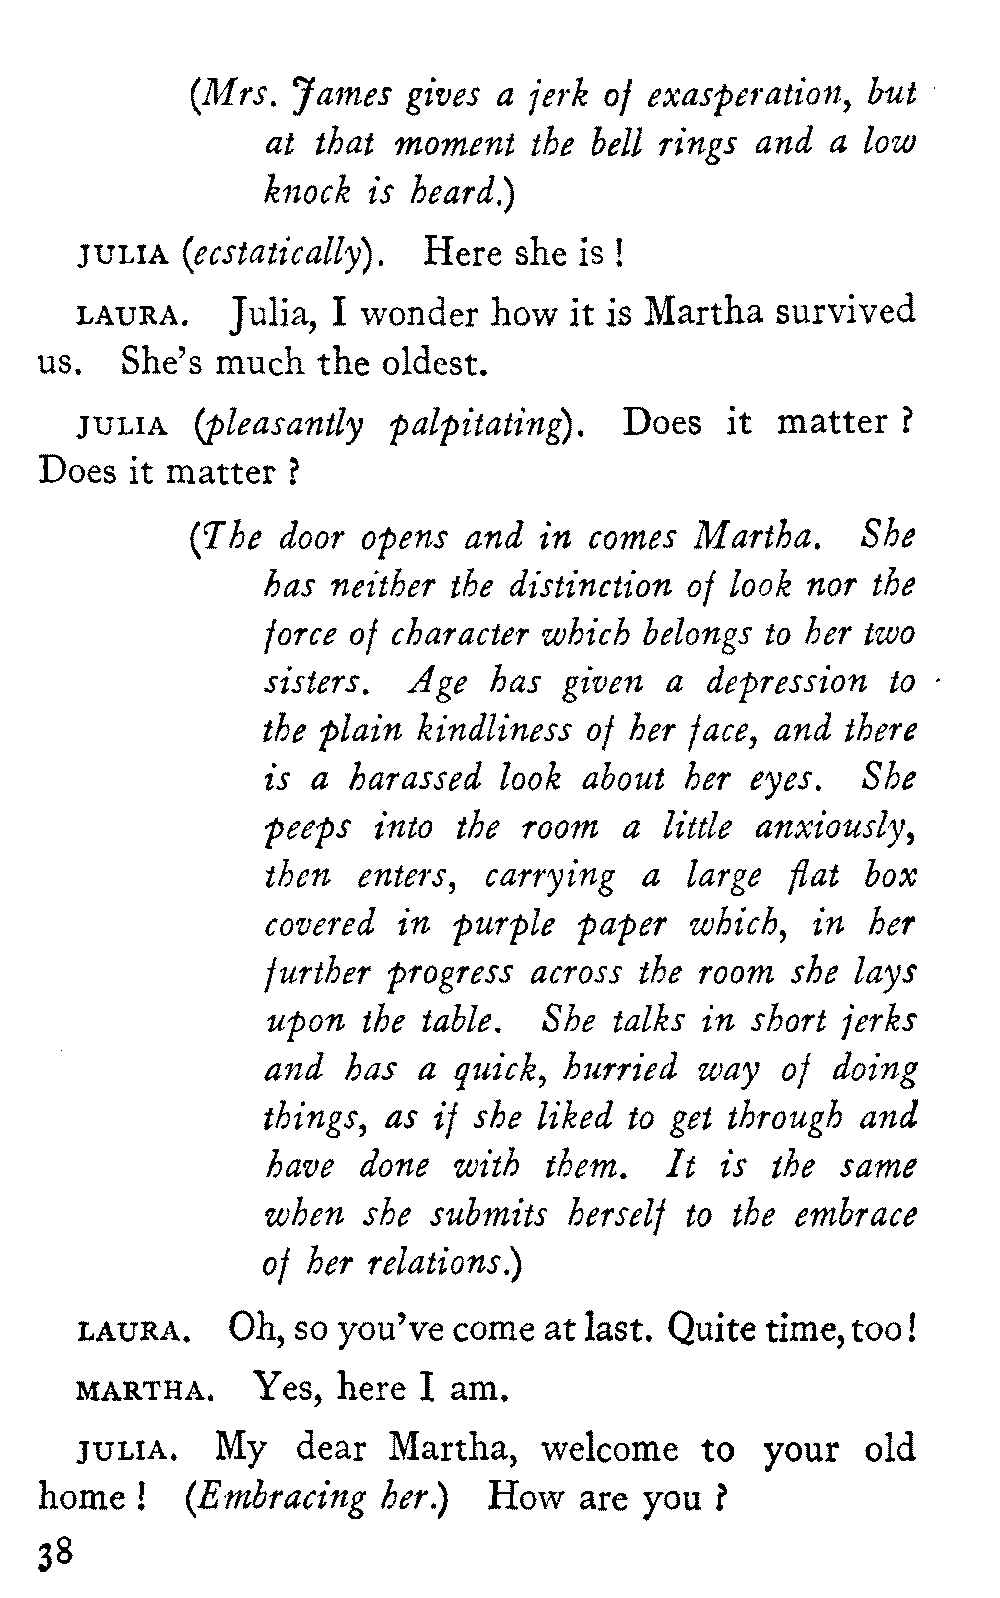 (Mrs. James gives a jerk of exasperation, but
at that moment the bell rings and a low
knock is heard.)
JULIA (ecstatically). Here she is !
LAURA. Julia, I wonder how it is Martha survived
us. She's much the oldest.
JULIA (pleasantly palpitating). Does it matter ?
Does it matter ?
(The door opens and in comes Martha. She
has neither the distinction of look nor the
force of character which belongs to her two
sisters. Age has given a depression to
the plain kindliness of her face, and there
is a harassed look about her eyes. She
peeps into the room a little anxiously,
then enters, carrying a large flat box
covered in purple paper which, in her
further progress across the room she lays
upon the table. She talks in short jerks
and has a quick, hurried way of doing
things, as if she liked to get through and
have done with them. It is the same
when she submits herself to the embrace
of her relations.)
LAURA. Oh, so you've come at last. Quite time, too!
MARTHA. Yes, here I am.
JULIA. My dear Martha, welcome to your old
home ! (Embracing her.) How are you ?
38